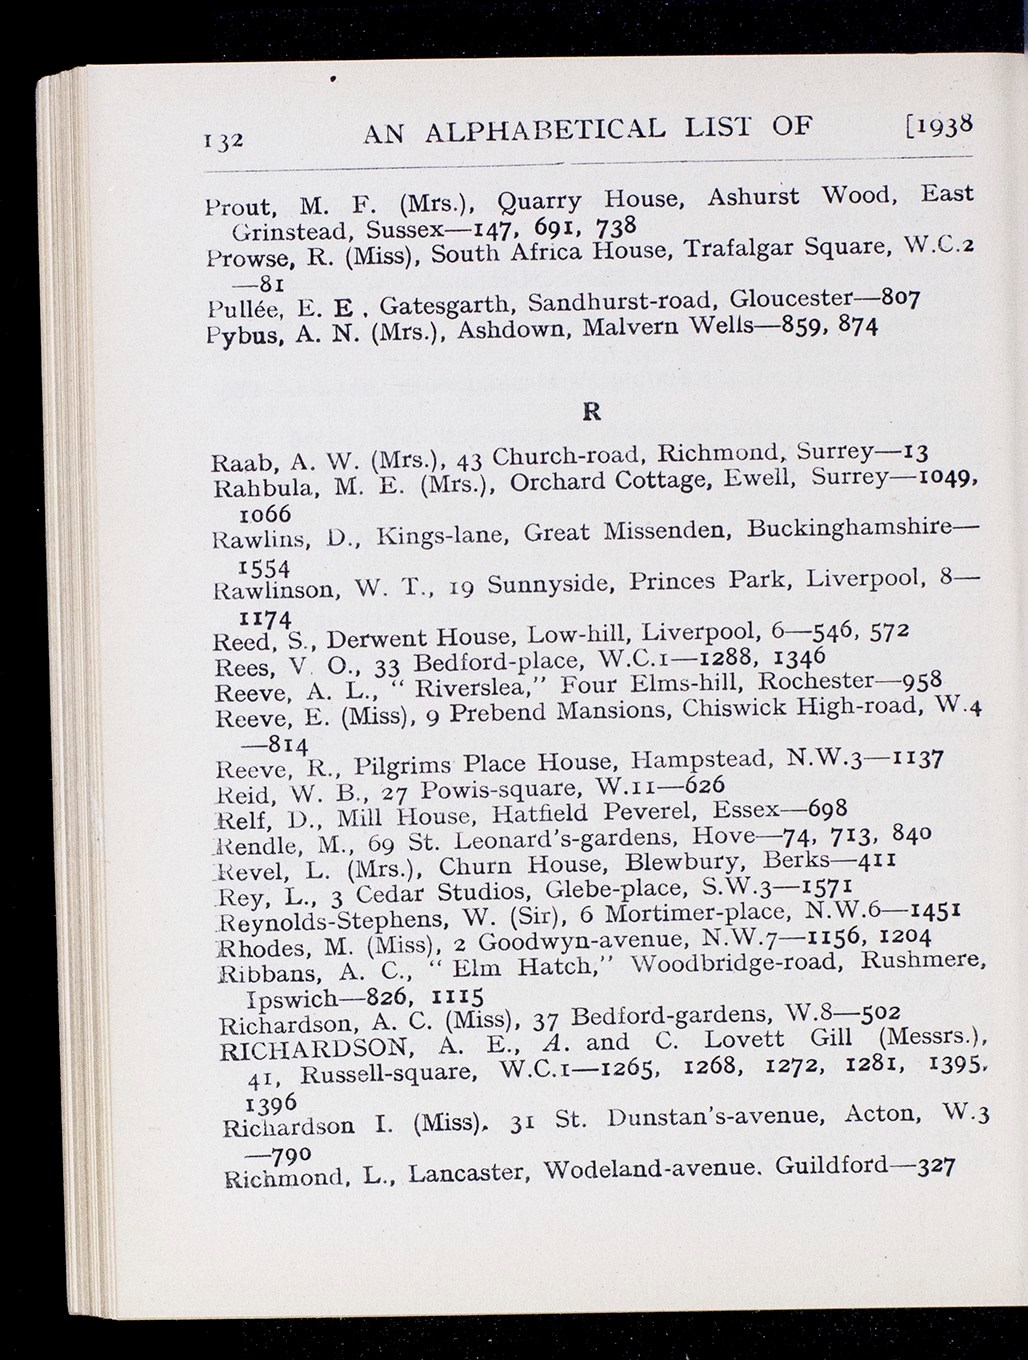 132 AN ALPHABETICAL LIST OF [1938
Prout, M. F. (Mrs.), Quarry House, Ashurst Wood, East
Grinstead, Sussex—147, 691, 738
Prowse, R. (Miss), South Africa House, Trafalgar Square, W.C.2
—81
Pullée, E. E , Gatesgarth, Sandhurst-road, Gloucester—807
Pybus, A. N. (Mrs.), Ashdown, Malvern Wells—859, 874
R
Raab, A. W. (Mrs.), 43 Church-road, Richmond, Surrey—13
Rahbula, M. E. (Mrs.), Orchard Cottage, Ewell, Surrey—1049,
1066
Rawlins, D., Kings-lane, Great Missenden, Buckinghamshire—
1554
Rawlinson, W. T., 19 Sunnyside, Princes Park, Liverpool, 8—
1174
Reed, S., Derwent House, Low-hill, Liverpool, 6—546, 572
Rees, V. O., 33 Bedford-place, W.C.1—1288, 1346
Reeve, A. L., “ Riverslea,” Four Elms-hill, Rochester—958
Reeve, E. (Miss), 9 Prebend Mansions, Chiswick High-road, W.4
—814
Reeve, R., Pilgrims Place House, Hampstead, N.W.3—1137
Reid, W. B., 27 Powis-square, W.11—626
Relf, D., Mill House, Hatfield Peverel, Essex—698
Rendle, M., 69 St. Leonard's-gardens, Hove—74, 713, 840
Revel, L. (Mrs.), Churn House, Blewbury, Berks—411
Rey, L., 3 Cedar Studios, Glebe-place, S.W.3—1571
Reynolds-Stephens, W. (Sir), 6 Mortimer-place, N.W.6—1451
Rhodes, M. (Miss), 2 Goodwyn-avenue, N.W.7—1156, 1204
Ribbans, A. C., “ Elm Hatch,” Woodbridge-road, Rushmere,
Ipswich—826, 1115
Richardson, A. C. (Miss), 37 Bedford-gardens, W.8—502
RICHARDSON, A. E., A. and C. Lovett Gill (Messrs.),
41, Russell-square, W.C.1—1265, 1268, 1272, 1281, 1395,
1396
Richardson I. (Miss), 31 St. Dunstan's-avenue, Acton, W.3
—790
Richmond, L., Lancaster, Wodeland-avenue. Guildford—327